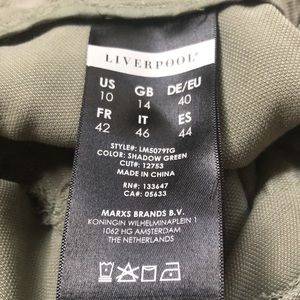 LIVERPOOL
US GB DE/EU
10 14 40
FR IT ES
42 46 44
STYLE#: LM5079TG
COLOR: SHADOW GREEN
CUT#: 12753
MADE IN CHINA
RN#: 133647
CA#: 05633
MARXS BRANDS B.V.
KONINGIN WILHELMINAPLEIN 1
1062 HG AMSTERDAM
THE NETHERLANDS